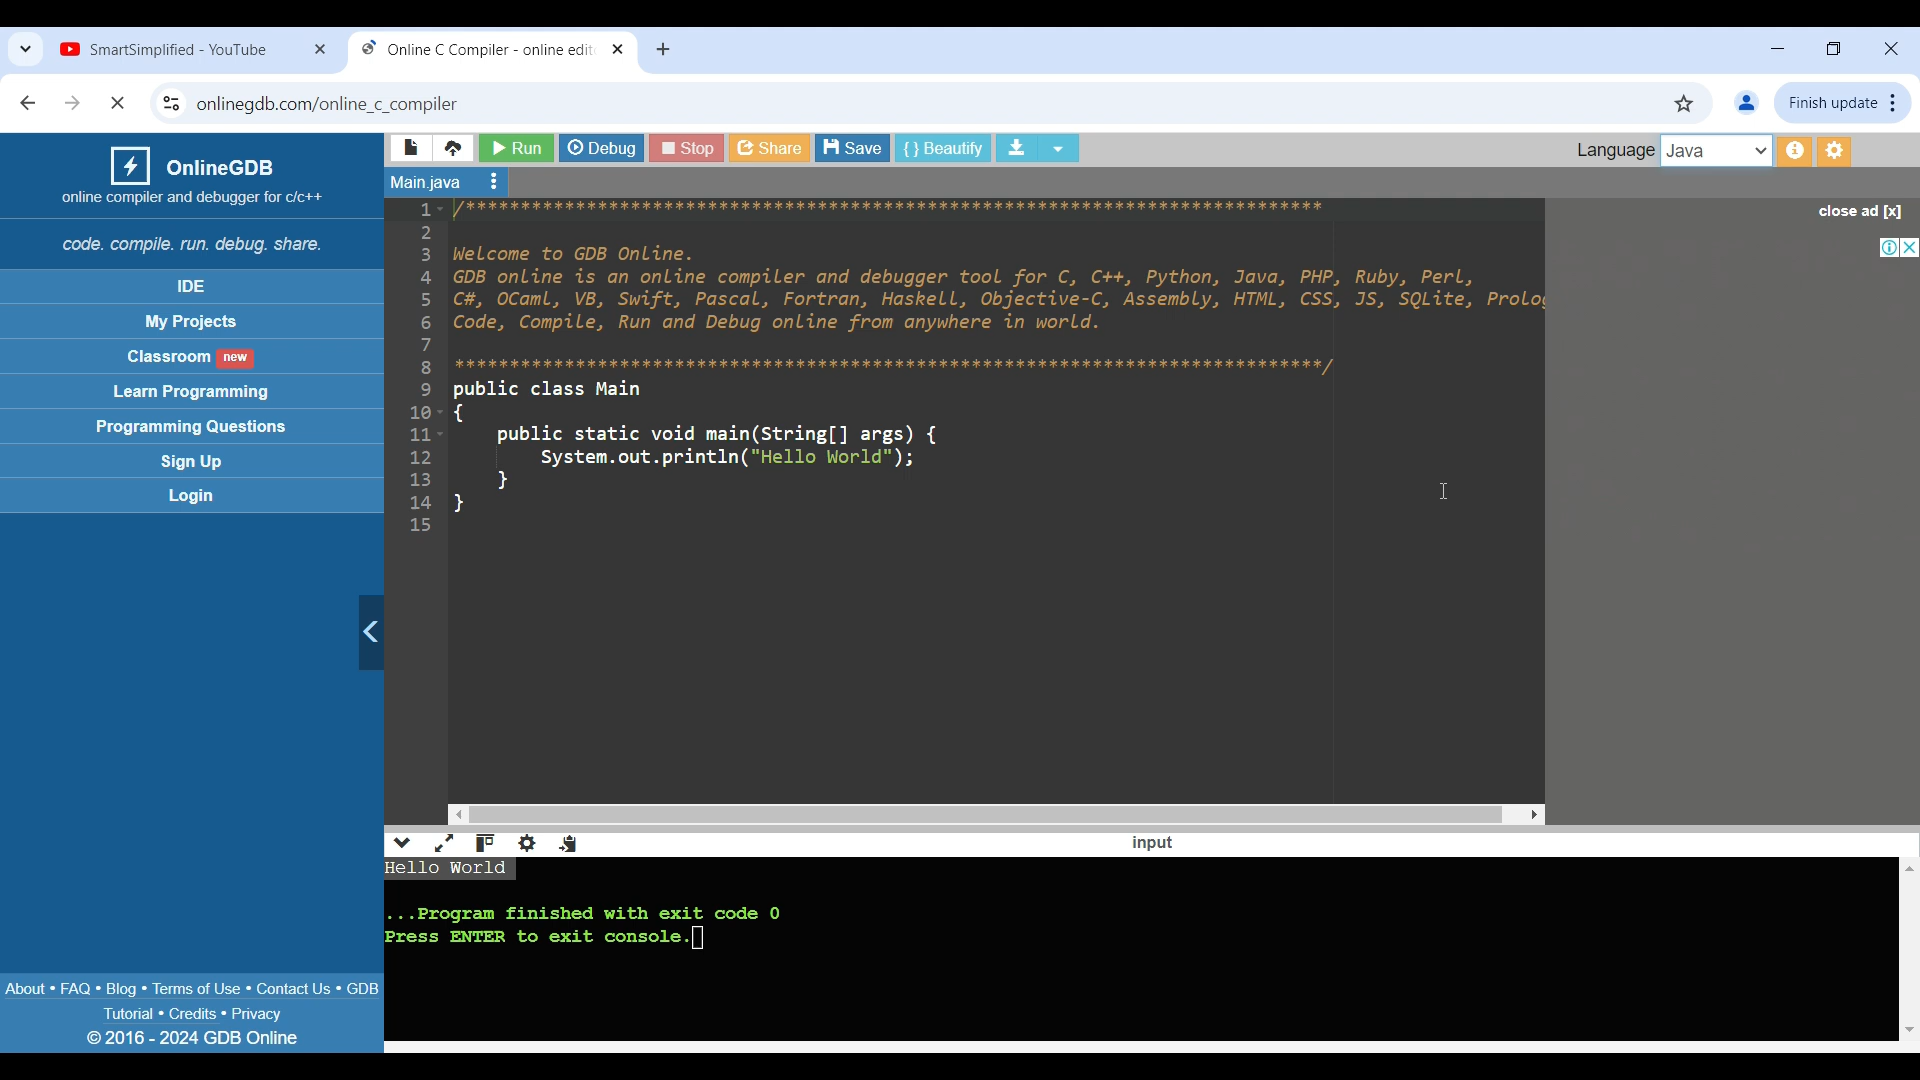 SmartSimplified - YouTube
Online C Compiler - online edit
onlinegdb.com/online_c_compiler
Finish update
OnlineGDB
online compiler and debugger for c/c++
code. compile. run. debug. share.
IDE
My Projects
Classroom new
Learn Programming
Programming Questions
Sign Up
Login
About • FAQ • Blog • Terms of Use • Contact Us • GDB
Tutorial • Credits • Privacy
© 2016 - 2024 GDB Online
Run Debug Stop Share Save {} Beautify
Language Java
Main.java
close ad [x]
1 /******************************************************************************
2
3 Welcome to GDB Online.
4 GDB online is an online compiler and debugger tool for C, C++, Python, Java, PHP, Ruby, Perl,
5 C#, OCaml, VB, Swift, Pascal, Fortran, Haskell, Objective-C, Assembly, HTML, CSS, JS, SQLite, Prolog
6 Code, Compile, Run and Debug online from anywhere in world.
7
8 *******************************************************************************/
9 public class Main
10 {
11 public static void main(String[] args) {
12 System.out.println("Hello World");
13 }
14 }
15
input
Hello World
...Program finished with exit code 0
Press ENTER to exit console.